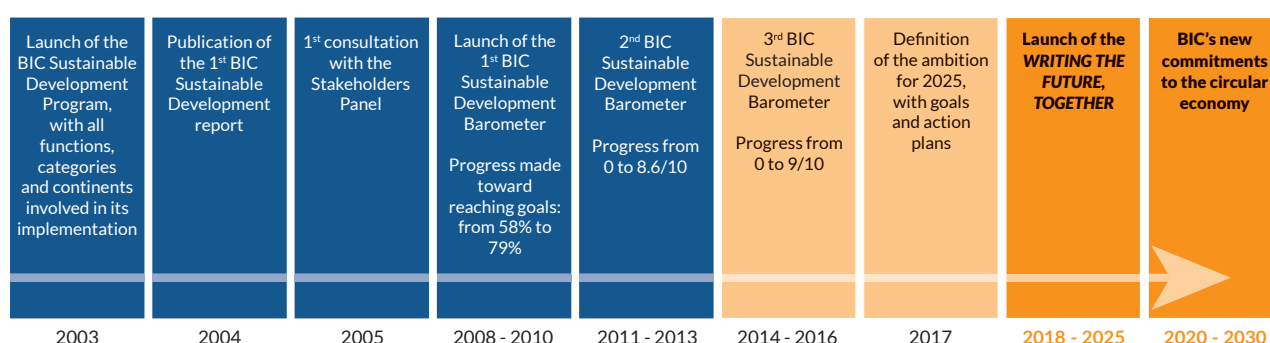 Launch of the
BIC Sustainable
Development
Program,
with all
functions,
categories
and continents
involved in its
implementation
2003
Publication of
the 1st BIC
Sustainable
Development
report
2004
1st consultation
with the
Stakeholders
Panel
2005
Launch of the
1st BIC
Sustainable
Development
Barometer
Progress made
toward
reaching goals:
from 58% to
79%
2008 - 2010
2nd BIC
Sustainable
Development
Barometer
Progress from
0 to 8.6/10
2011 - 2013
3rd BIC
Sustainable
Development
Barometer
Progress from
0 to 9/10
2014 - 2016
Definition
of the ambition
for 2025,
with goals
and action
plans
2017
Launch of the
WRITING THE
FUTURE,
TOGETHER
2018 - 2025
BIC’s new
commitments
to the circular
economy
2020 - 2030